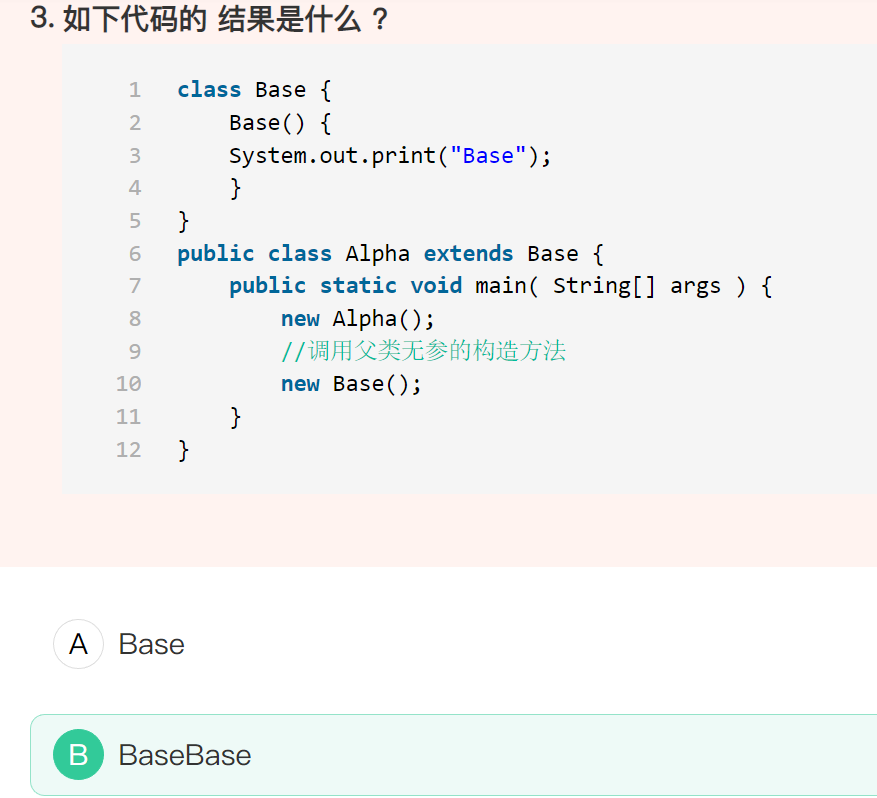 3. 如下代码的 结果是什么 ?
1 class Base {
2 Base() {
3 System.out.print("Base");
4 }
5 }
6 public class Alpha extends Base {
7 public static void main( String[] args ) {
8 new Alpha();
9 //调用父类无参的构造方法
10 new Base();
11 }
12 }
A Base
B BaseBase